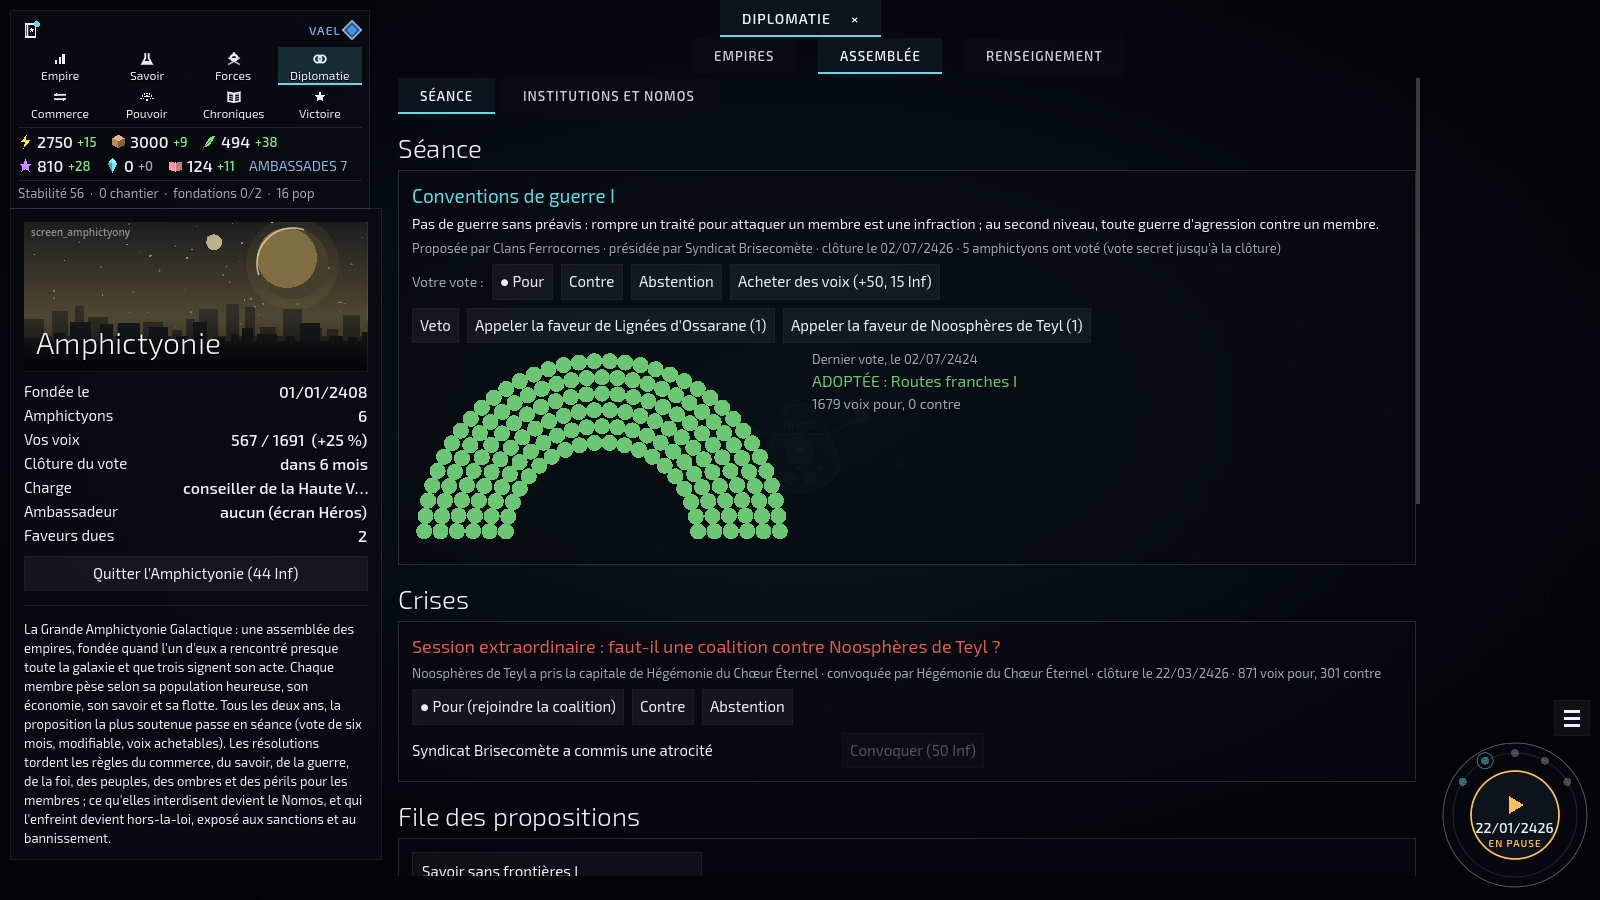 VAEL
Empire
Savoir
Forces
Diplomatie
Commerce
Pouvoir
Chroniques
Victoire
2750 +15 3000 +9 494 +38
810 +28 0 +0 124 +11 AMBASSADES 7
Stabilité 56 · 0 chantier · fondations 0/2 · 16 pop
screen_amphictyony
Amphictyonie
Fondée le 01/01/2408
Amphictyons 6
Vos voix 567 / 1691 (+25 %)
Clôture du vote dans 6 mois
Charge conseiller de la Haute V...
Ambassadeur aucun (écran Héros)
Faveurs dues 2
Quitter l'Amphictyonie (44 Inf)
La Grande Amphictyonie Galactique : une assemblée des
empires, fondée quand l'un d'eux a rencontré presque
toute la galaxie et que trois signent son acte. Chaque
membre pèse selon sa population heureuse, son
économie, son savoir et sa flotte. Tous les deux ans, la
proposition la plus soutenue passe en séance (vote de six
mois, modifiable, voix achetables). Les résolutions
tordent les règles du commerce, du savoir, de la guerre,
de la foi, des peuples, des ombres et des périls pour les
membres ; ce qu'elles interdisent devient le Nomos, et qui
l'enfreint devient hors-la-loi, exposé aux sanctions et au
bannissement.
DIPLOMATIE ×
EMPIRES
ASSEMBLÉE
RENSEIGNEMENT
SÉANCE
INSTITUTIONS ET NOMOS
Séance
Conventions de guerre I
Pas de guerre sans préavis : rompre un traité pour attaquer un membre est une infraction ; au second niveau, toute guerre d'agression contre un membre.
Proposée par Clans Ferrocornes · présidée par Syndicat Brisecomète · clôture le 02/07/2426 · 5 amphictyons ont voté (vote secret jusqu'à la clôture)
Votre vote : ● Pour Contre Abstention Acheter des voix (+50, 15 Inf)
Veto Appeler la faveur de Lignées d'Ossarane (1) Appeler la faveur de Noosphères de Teyl (1)
Dernier vote, le 02/07/2424
ADOPTÉE : Routes franches I
1679 voix pour, 0 contre
Crises
Session extraordinaire : faut-il une coalition contre Noosphères de Teyl ?
Noosphères de Teyl a pris la capitale de Hégémonie du Chœur Éternel · convoquée par Hégémonie du Chœur Éternel · clôture le 22/03/2426 · 871 voix pour, 301 contre
● Pour (rejoindre la coalition) Contre Abstention
Syndicat Brisecomète a commis une atrocité Convoquer (50 Inf)
File des propositions
Savoir sans frontières I
22/01/2426
EN PAUSE